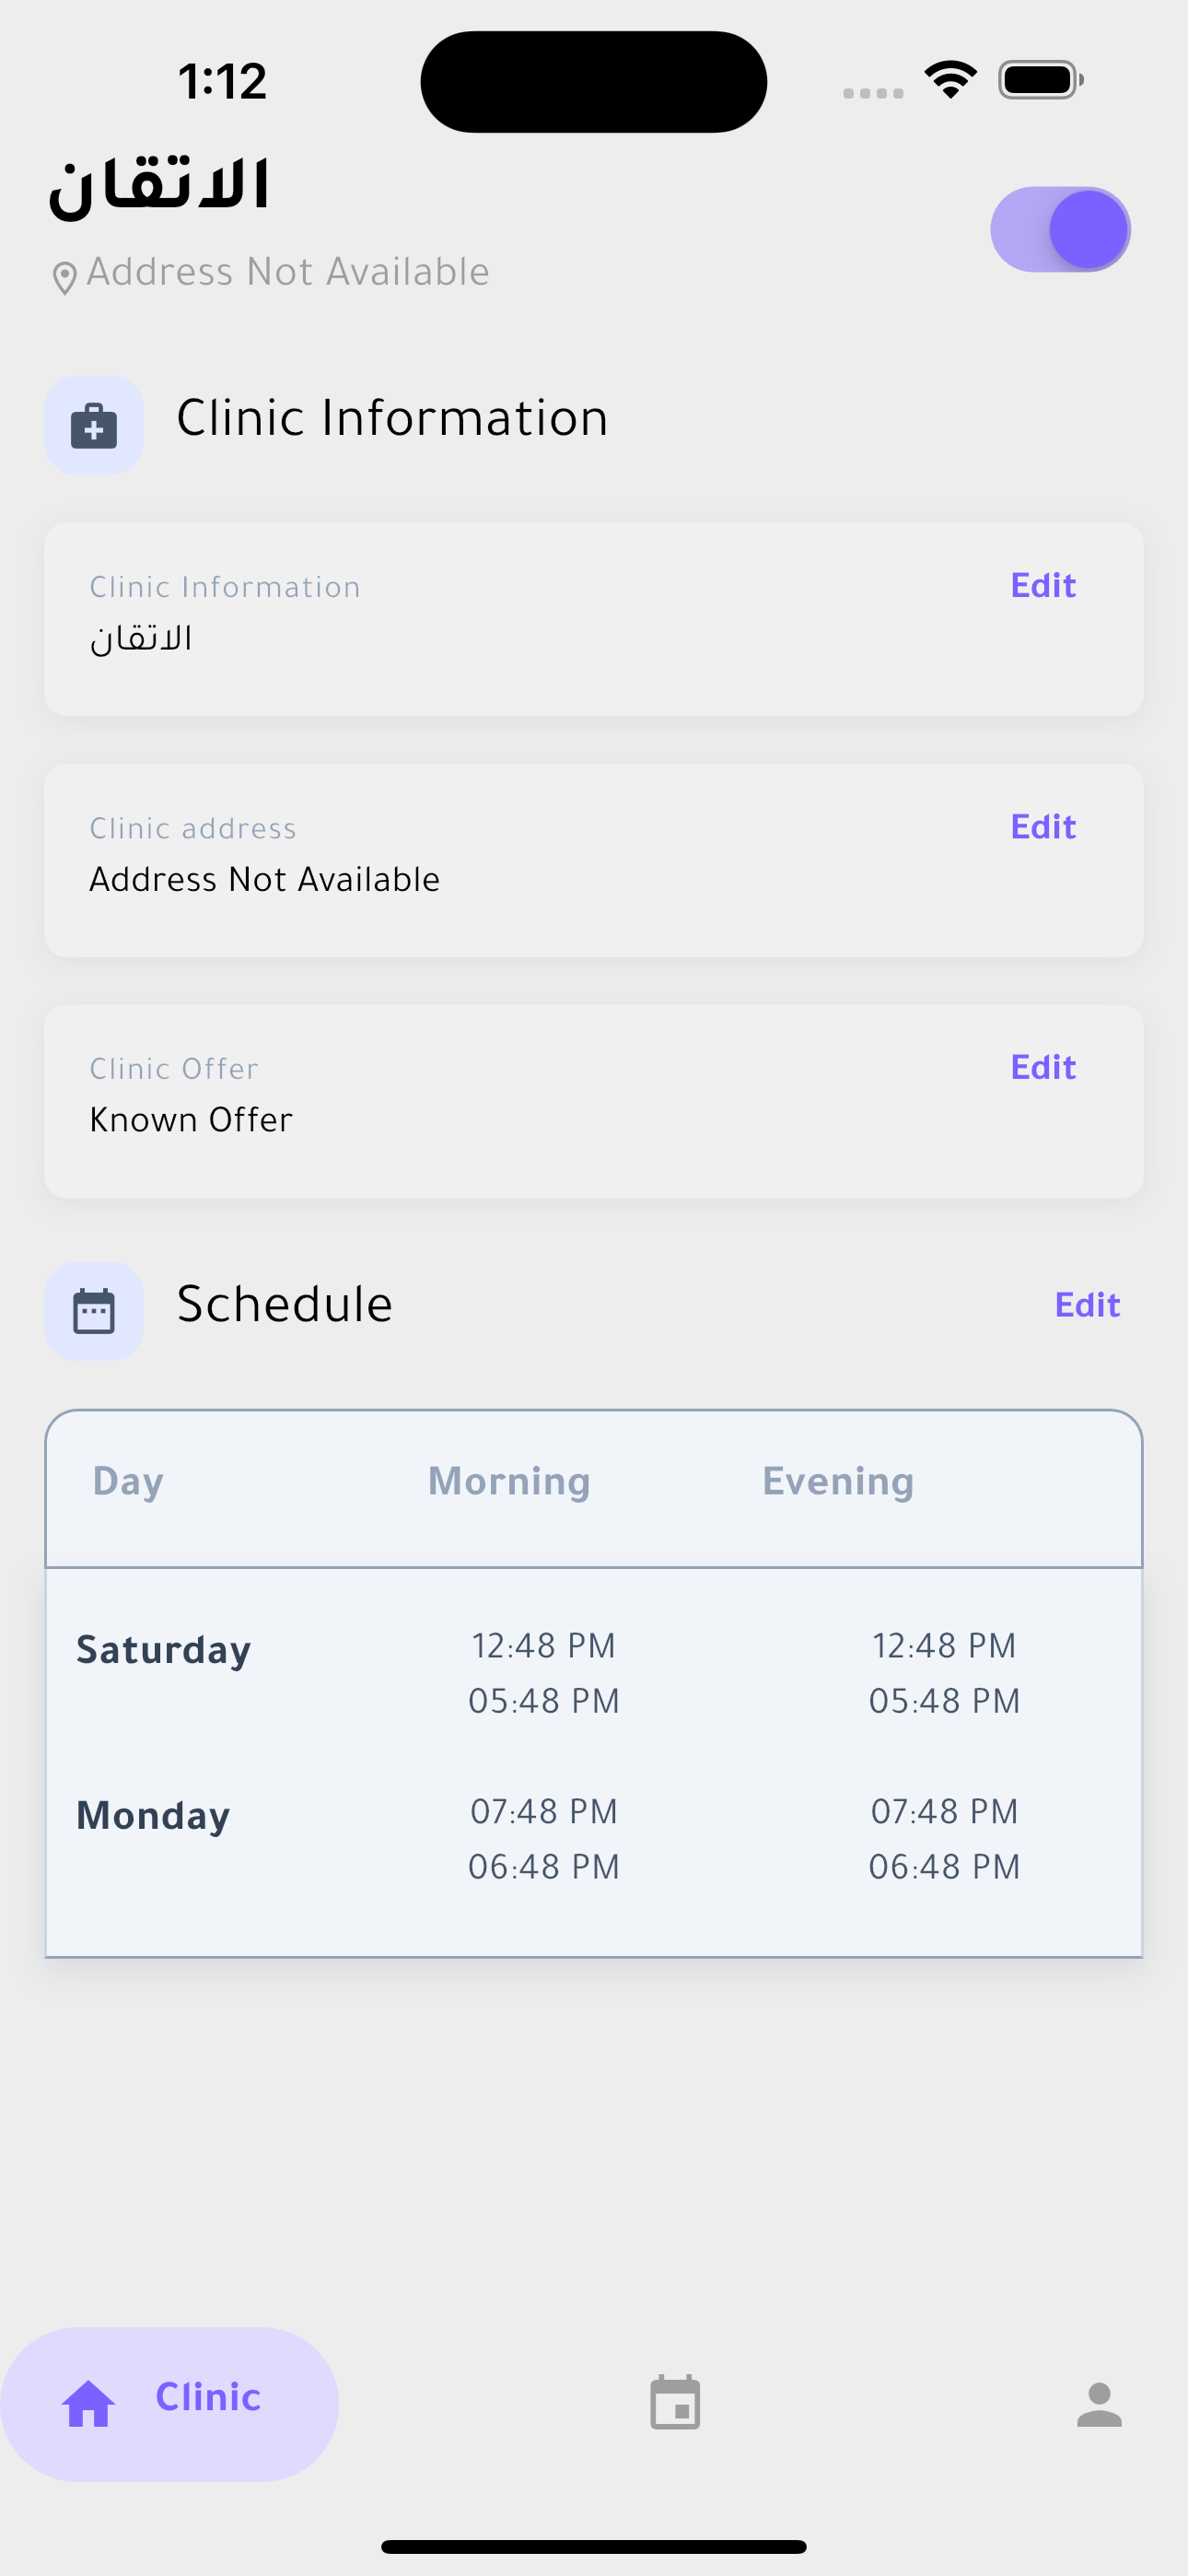 1:12
الاتقان
Address Not Available
Clinic Information
Clinic Information
Edit
الاتقان
Clinic address
Edit
Address Not Available
Clinic Offer
Edit
Known Offer
Schedule
Edit
Day Morning Evening
Saturday 12:48 PM 12:48 PM
05:48 PM 05:48 PM
Monday 07:48 PM 07:48 PM
06:48 PM 06:48 PM
Clinic